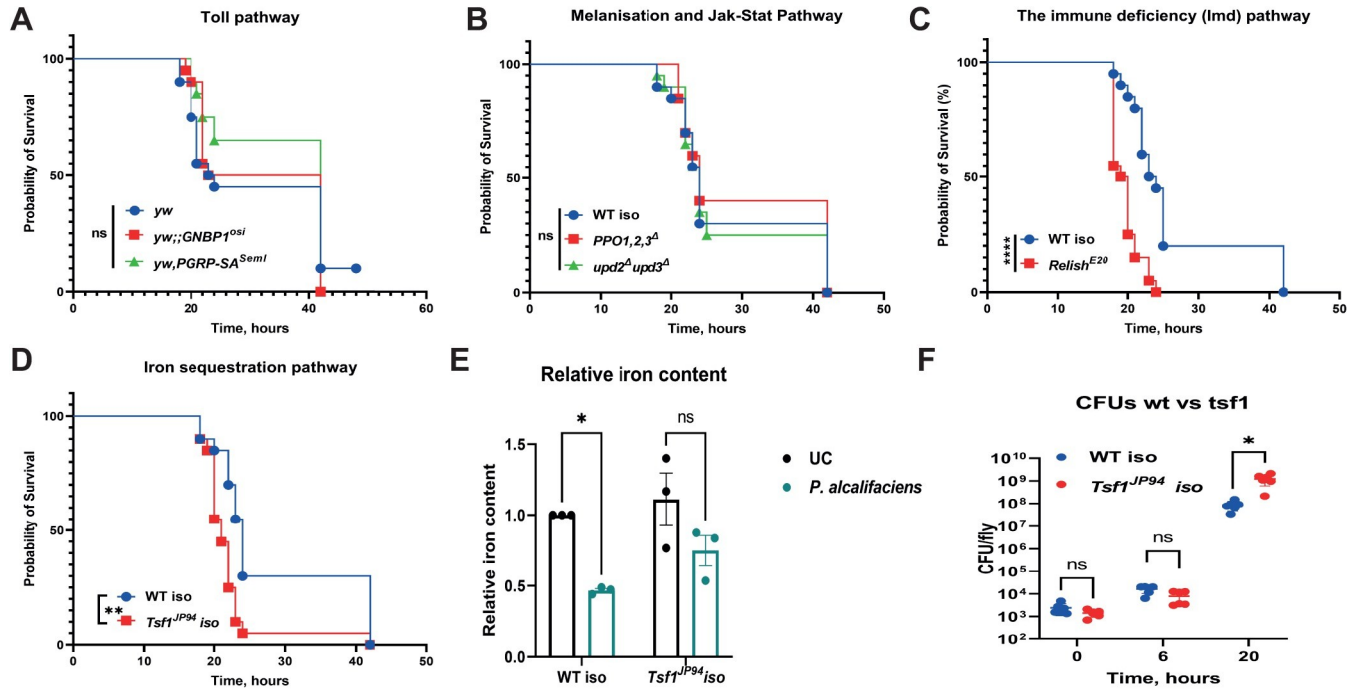 A
Toll pathway
Probability of Survival
100
50
0
0 20 40 60
Time, hours
ns
yw
yw;;GNBP1osi
yw,PGRP-SASeml
B
Melanisation and Jak-Stat Pathway
Probability of Survival
100
50
0
0 10 20 30 40 50
Time, hours
ns
WT iso
PPO1,2,3Δ
upd2Δupd3Δ
C
The immune deficiency (Imd) pathway
Probability of Survival (%)
100
50
0
0 10 20 30 40 50
Time, hours
****
WT iso
RelishE20
D
Iron sequestration pathway
Probability of Survival
100
50
0
0 10 20 30 40 50
Time, hours
**
WT iso
Tsf1JP94 iso
E
Relative iron content
Relative iron content
1.5
1.0
0.5
0.0
*
ns
UC
P. alcalifaciens
WT iso
Tsf1JP94iso
F
CFUs wt vs tsf1
CFU/fly
10¹⁰
10⁹
10⁸
10⁷
10⁶
10⁵
10⁴
10³
10²
WT iso
Tsf1JP94 iso
ns
ns
*
0 6 20
Time, hours